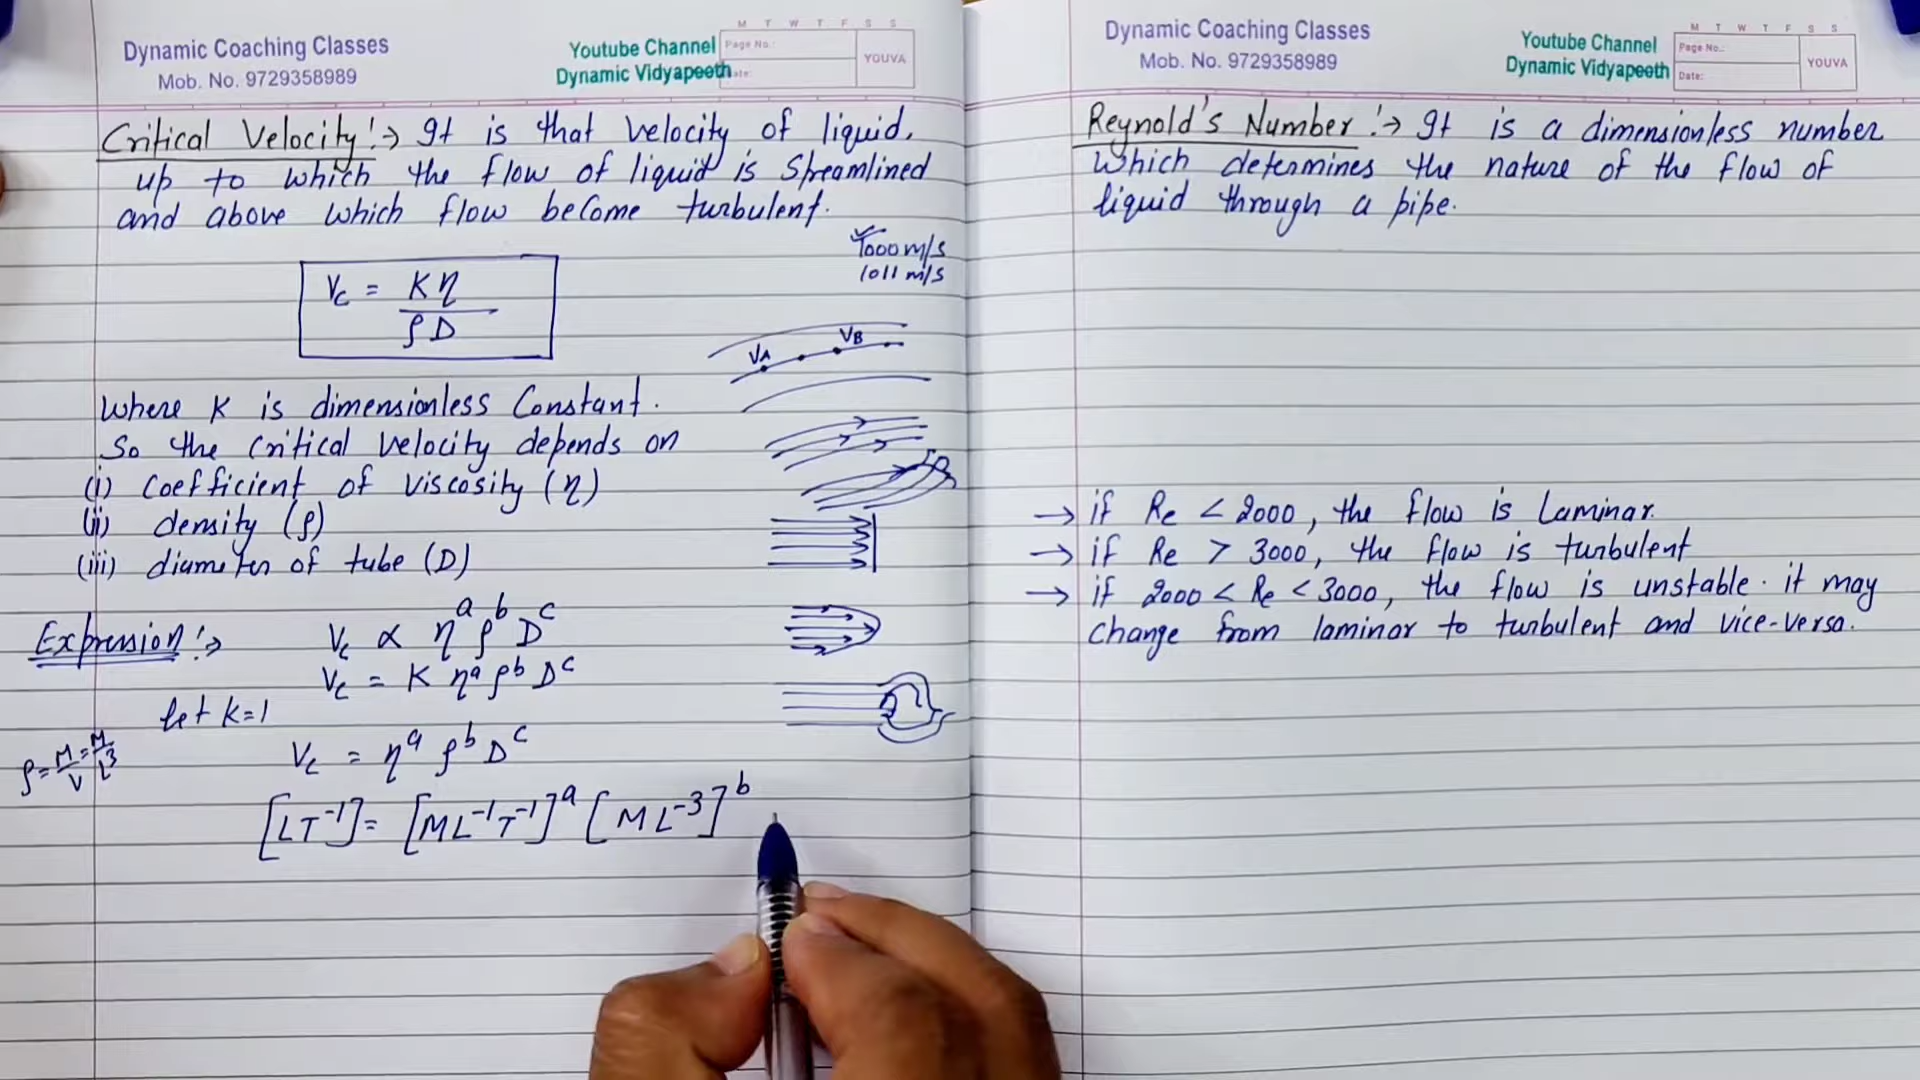 Dynamic Coaching Classes
Mob. No. 9729358989
Youtube Channel
Dynamic Vidyapeeth
M T W T F S S
Page No.:
Date:
YOUVA
Critical Velocity :→ It is that velocity of liquid,
up to which the flow of liquid is streamlined
and above which flow become turbulent.
1000 m/s
1011 m/s
Vc = Kη / ρD
VA VB
Where K is dimensionless Constant.
So the critical velocity depends on
(i) Coefficient of viscosity (η)
(ii) density (ρ)
(iii) diameter of tube (D)
Expression :→ Vc ∝ η^a ρ^b D^c
Vc = K η^a ρ^b D^c
let K=1
ρ = M/V = M/L^3
Vc = η^a ρ^b D^c
[LT^-1] = [ML^-1T^-1]^a [ML^-3]^b
Dynamic Coaching Classes
Mob. No. 9729358989
Youtube Channel
Dynamic Vidyapeeth
M T W T F S S
Page No.:
Date:
YOUVA
Reynold's Number :→ It is a dimensionless number
which determines the nature of the flow of
liquid through a pipe.
→ if Re < 2000, the flow is Laminar.
→ if Re > 3000, the flow is turbulent
→ if 2000 < Re < 3000, the flow is unstable. it may
change from laminar to turbulent and vice-versa.